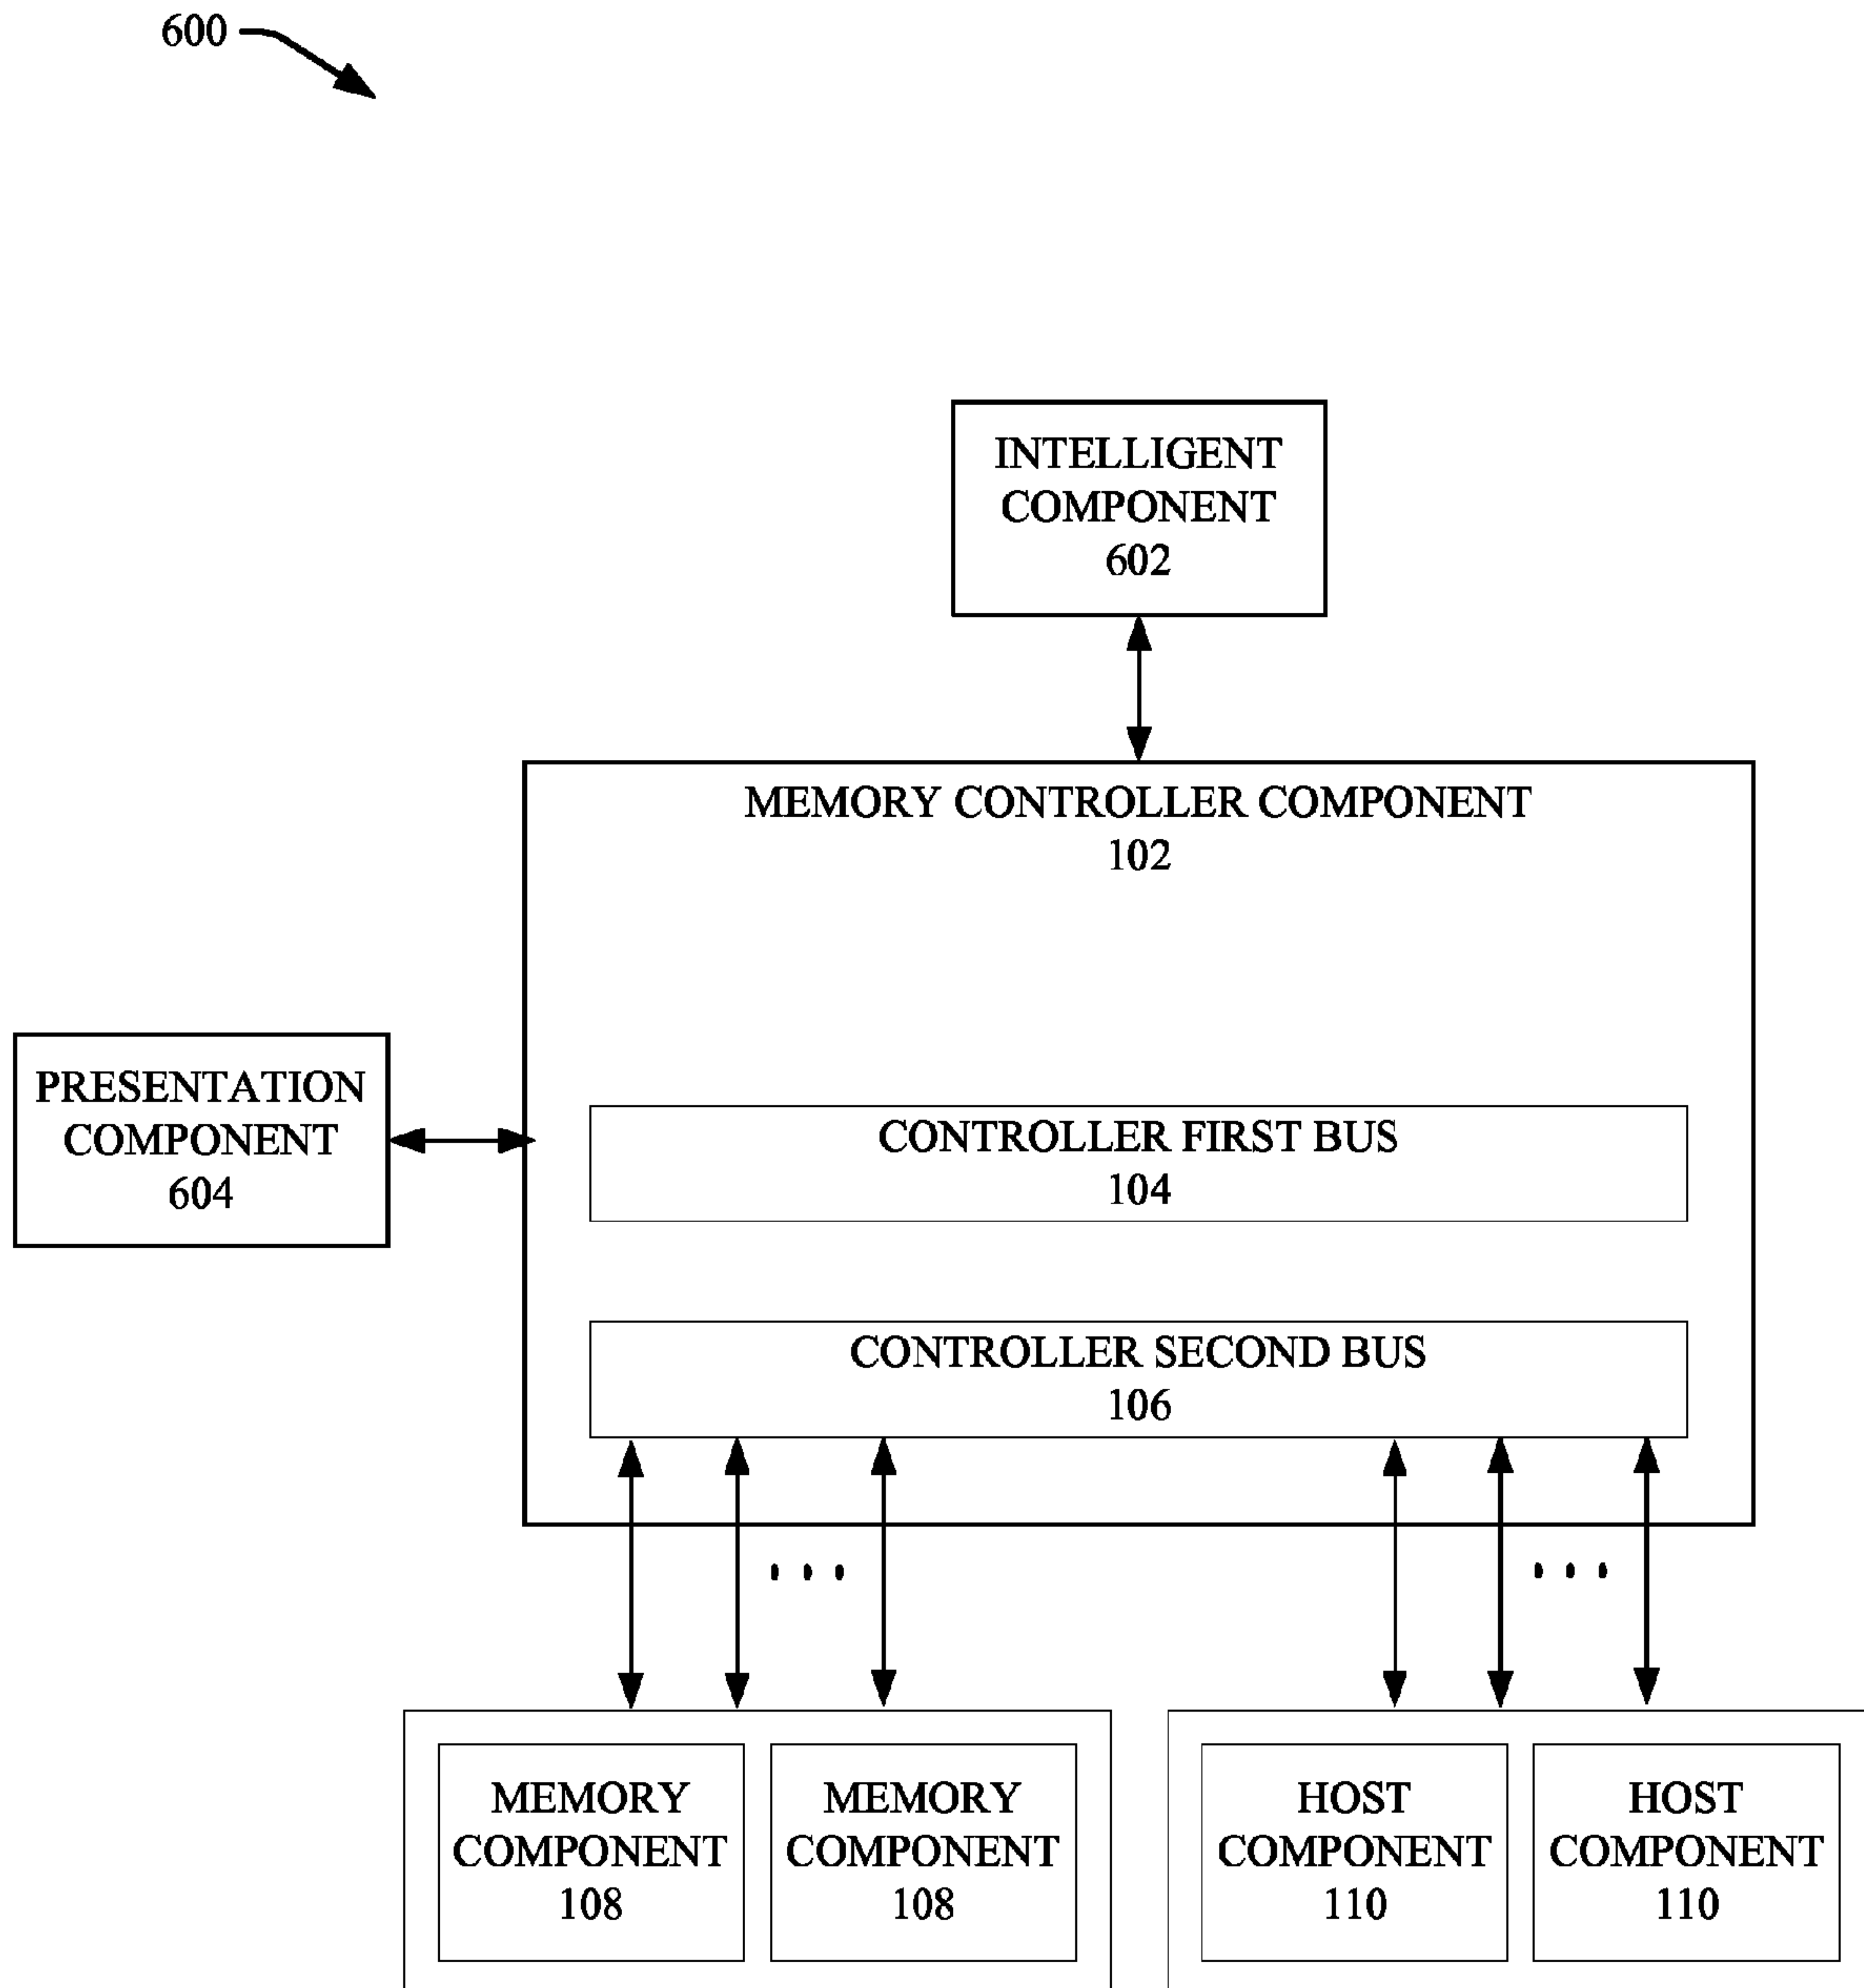 600
INTELLIGENT
COMPONENT
602
MEMORY CONTROLLER COMPONENT
102
PRESENTATION
COMPONENT
604
CONTROLLER FIRST BUS
104
CONTROLLER SECOND BUS
106
MEMORY
COMPONENT
108
MEMORY
COMPONENT
108
HOST
COMPONENT
110
HOST
COMPONENT
110